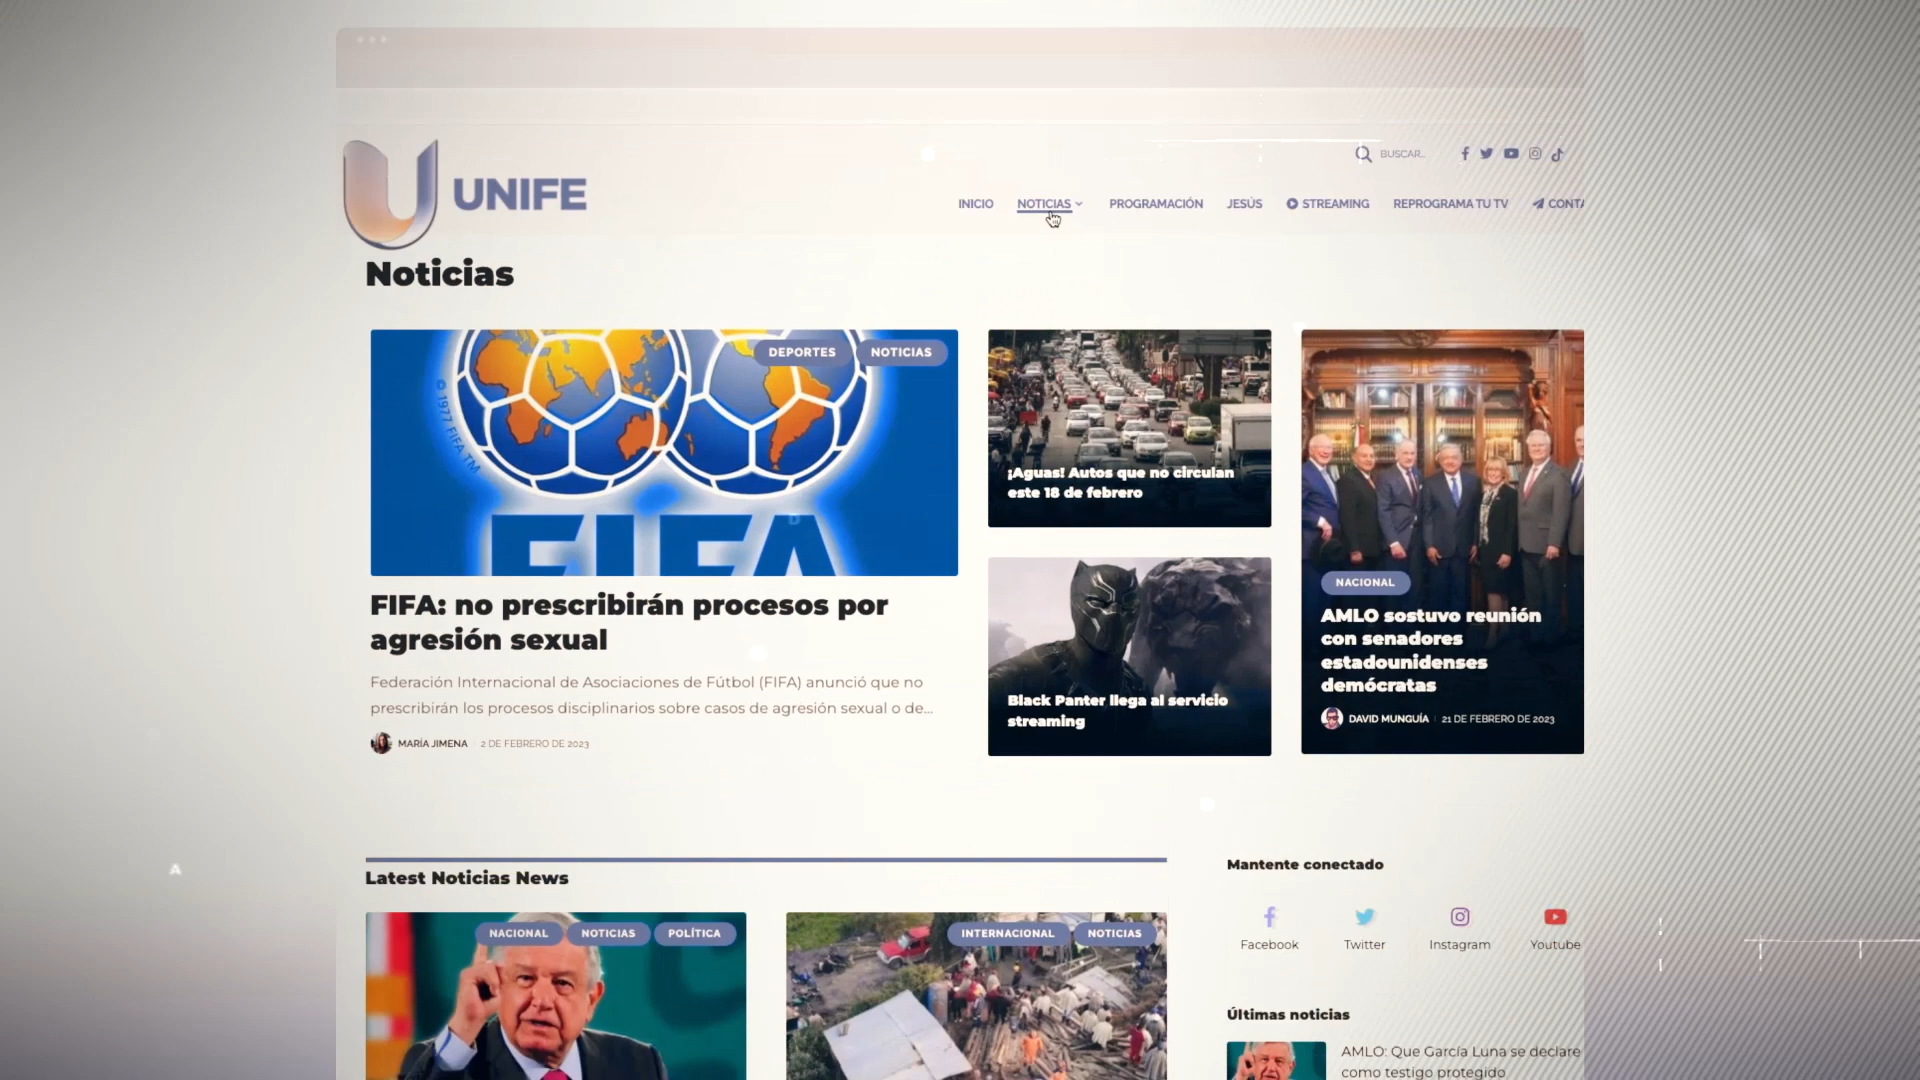 UNIFE
BUSCAR...
INICIO
NOTICIAS
PROGRAMACIÓN
JESÚS
STREAMING
REPROGRAMA TU TV
CONTA
Noticias
DEPORTES
NOTICIAS
© 1977 FIFA.TM
FIFA
FIFA: no prescribirán procesos por
agresión sexual
Federación Internacional de Asociaciones de Fútbol (FIFA) anunció que no
prescribirán los procesos disciplinarios sobre casos de agresión sexual o de...
MARÍA JIMENA
2 DE FEBRERO DE 2023
¡Aguas! Autos que no circulan
este 18 de febrero
Black Panter llega al servicio
streaming
NACIONAL
AMLO sostuvo reunión
con senadores
estadounidenses
demócratas
DAVID MUNGUÍA
21 DE FEBRERO DE 2023
Latest Noticias News
NACIONAL
NOTICIAS
POLÍTICA
INTERNACIONAL
NOTICIAS
Mantente conectado
Facebook
Twitter
Instagram
Youtube
Últimas noticias
AMLO: Que García Luna se declare
como testigo protegido
A
D